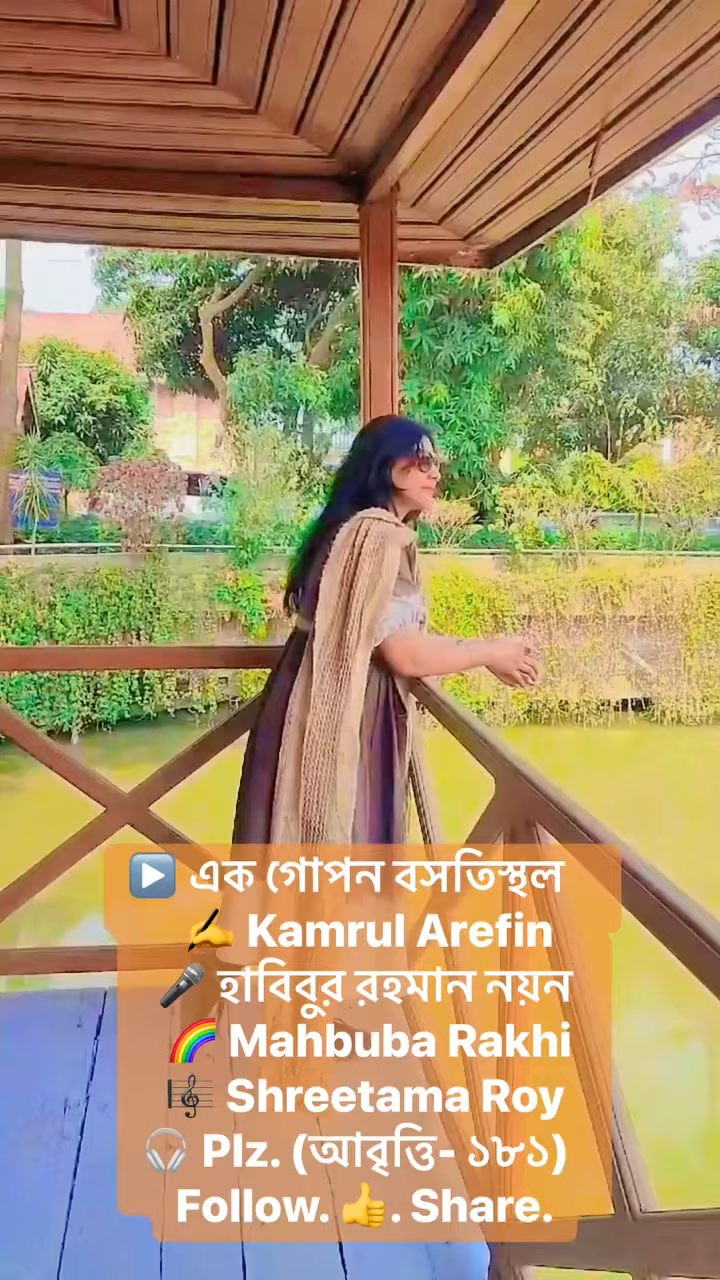 ▶️ এক গোপন বসতিস্থল
✍️ Kamrul Arefin
🎤 হাবিবুর রহমান নয়ন
🌈 Mahbuba Rakhi
🎼 Shreetama Roy
🎧 Plz. (আবৃত্তি- ১৮১)
Follow. 👍. Share.